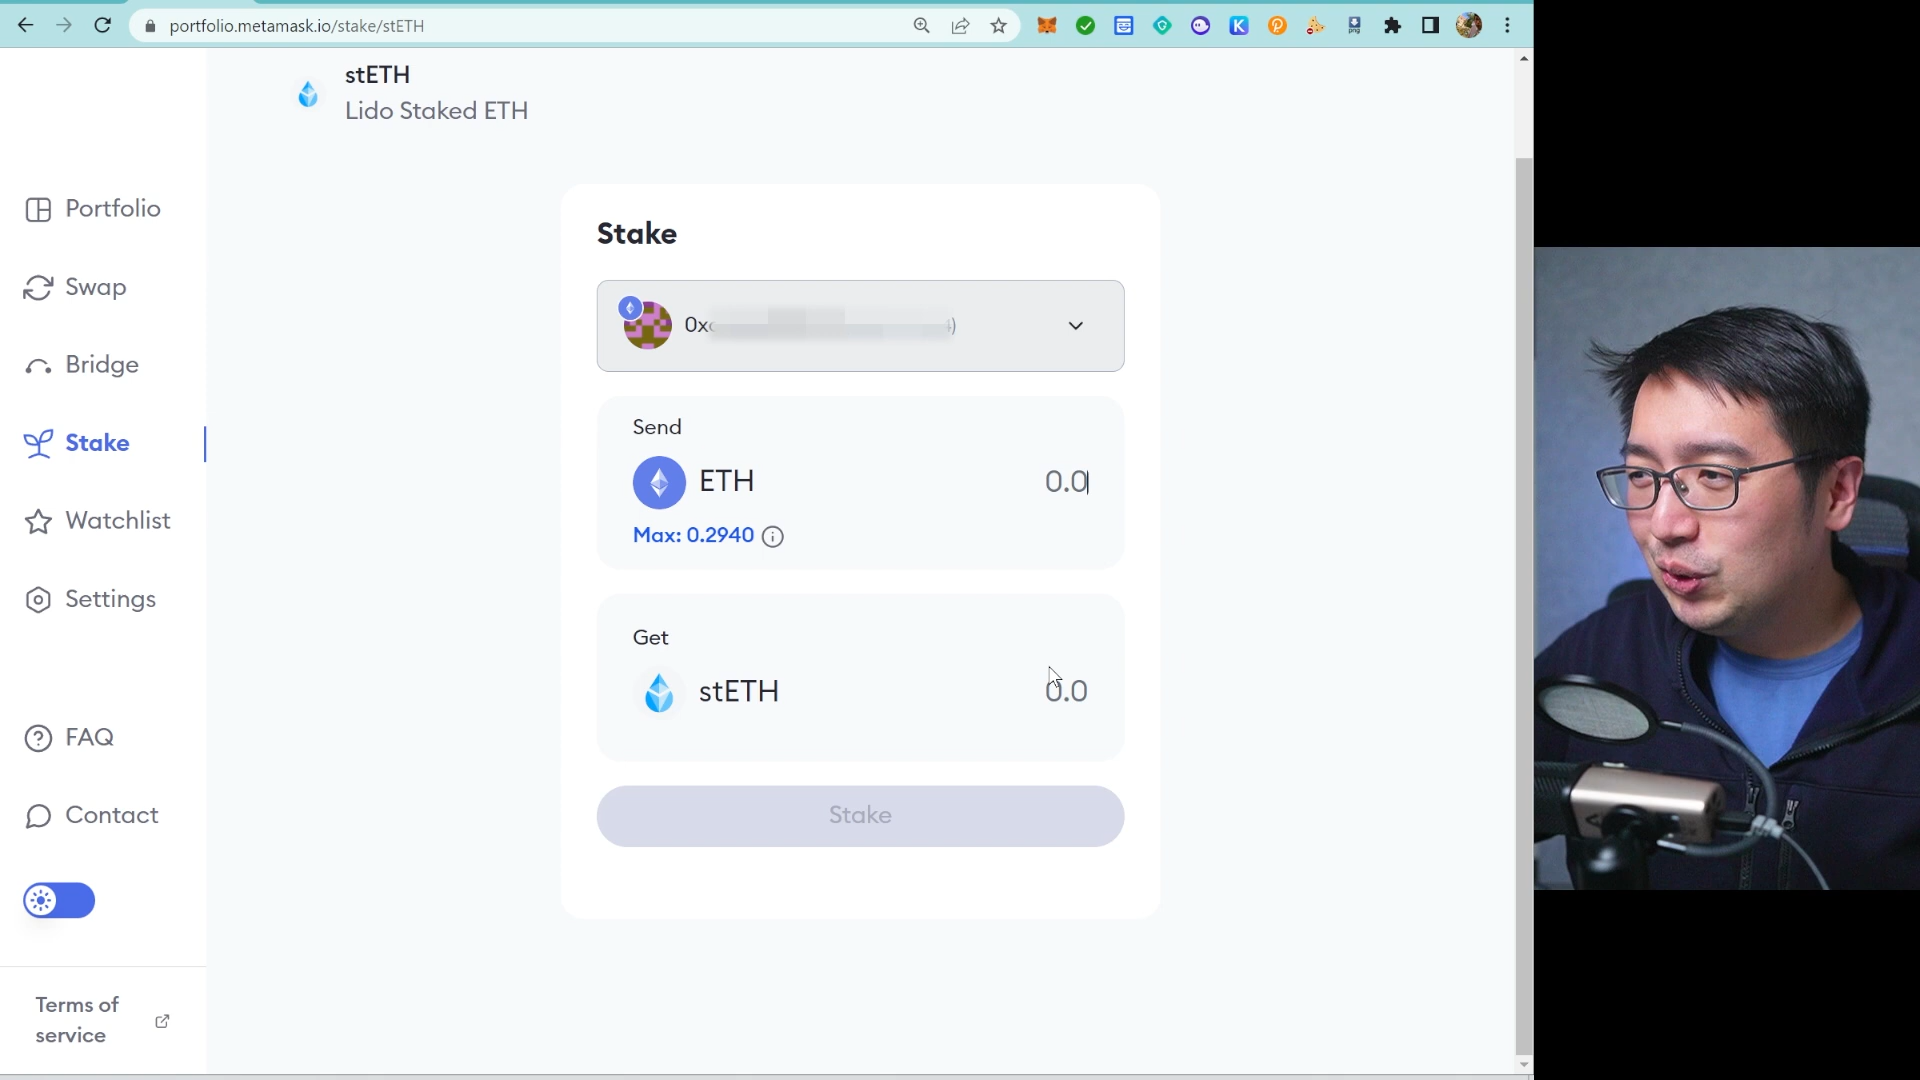 portfolio.metamask.io/stake/stETH
stETH
Lido Staked ETH
Portfolio
Swap
Bridge
Stake
Watchlist
Settings
FAQ
Contact
Terms of
service
Stake
Send
ETH
0.0
Max: 0.2940
Get
stETH
0.0
Stake